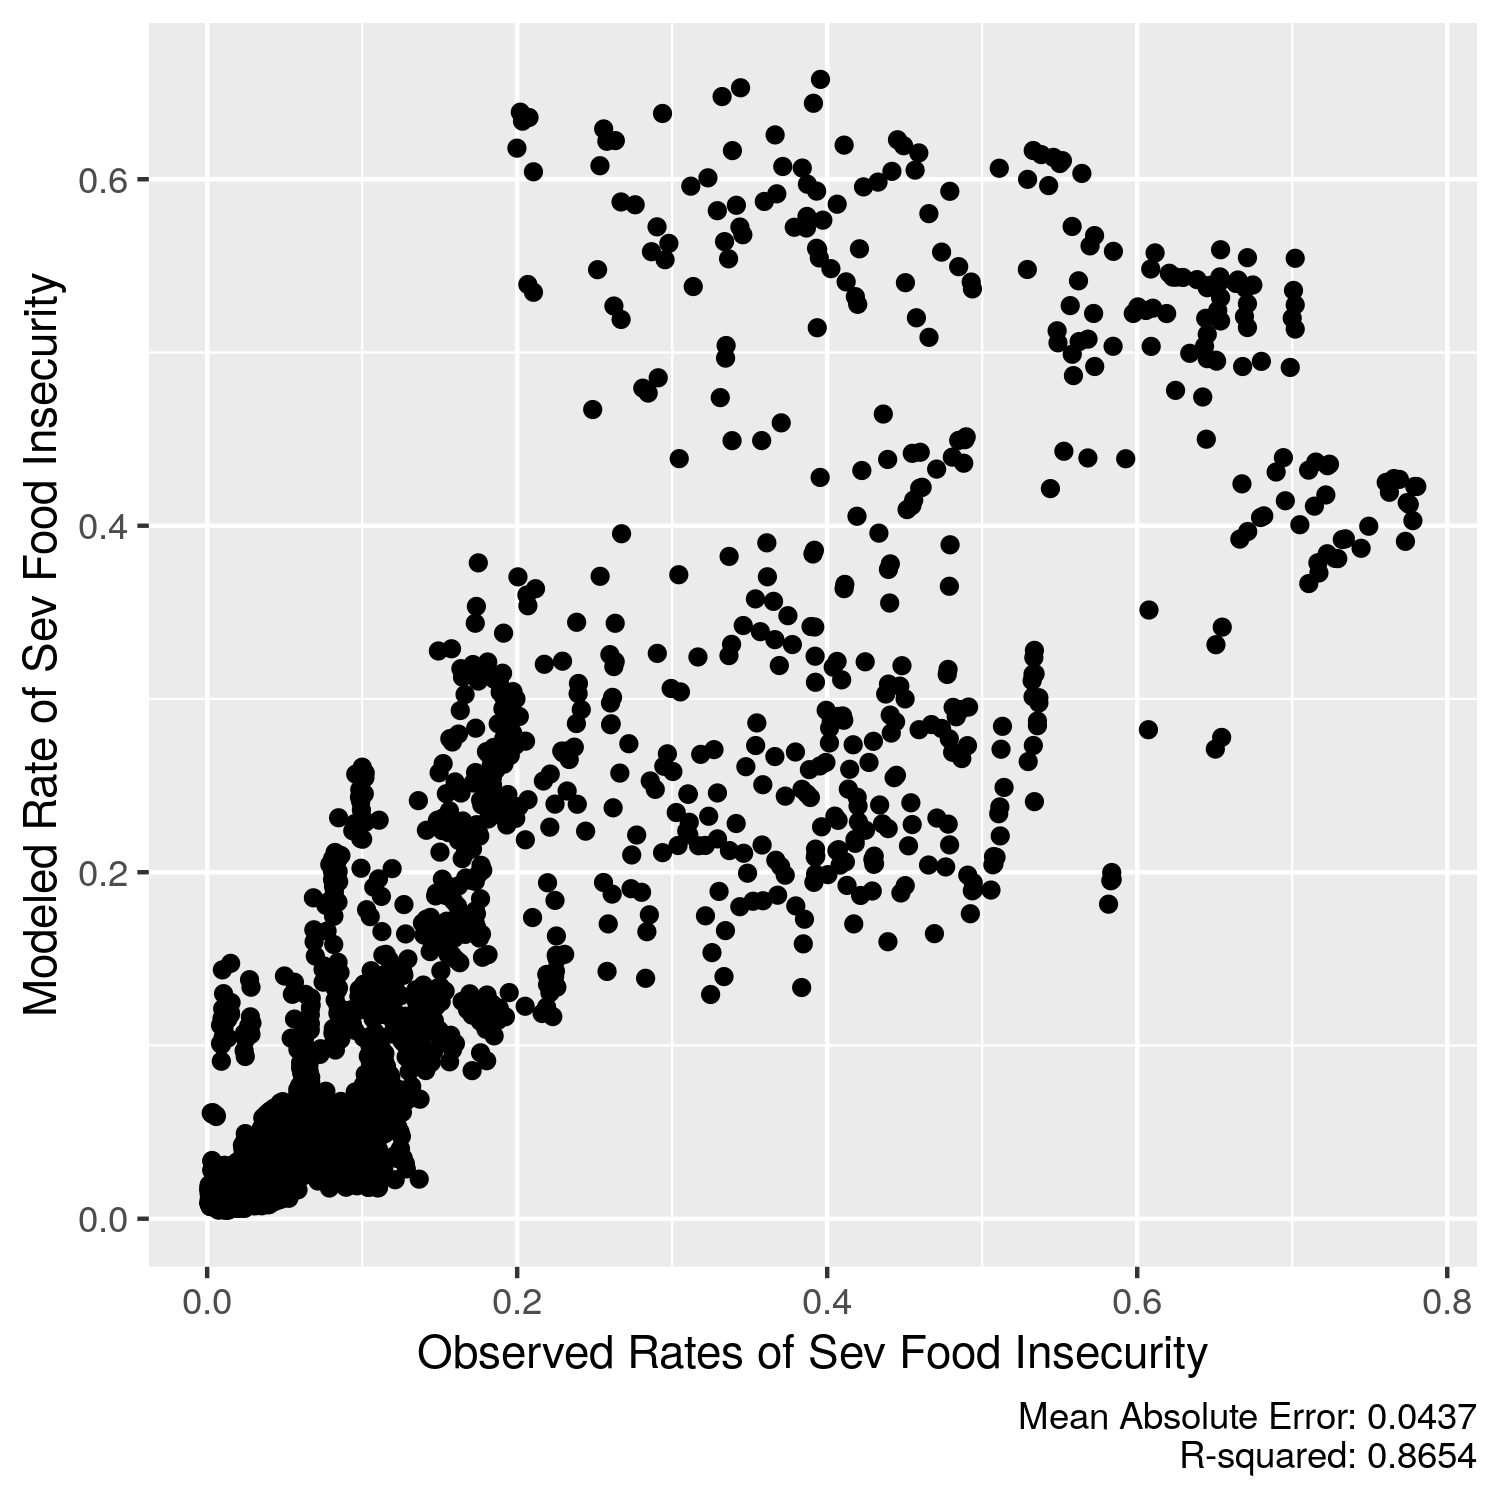 Modeled Rate of Sev Food Insecurity
0.6
0.4
0.2
0.0
0.0 0.2 0.4 0.6 0.8
Observed Rates of Sev Food Insecurity
Mean Absolute Error: 0.0437
R-squared: 0.8654